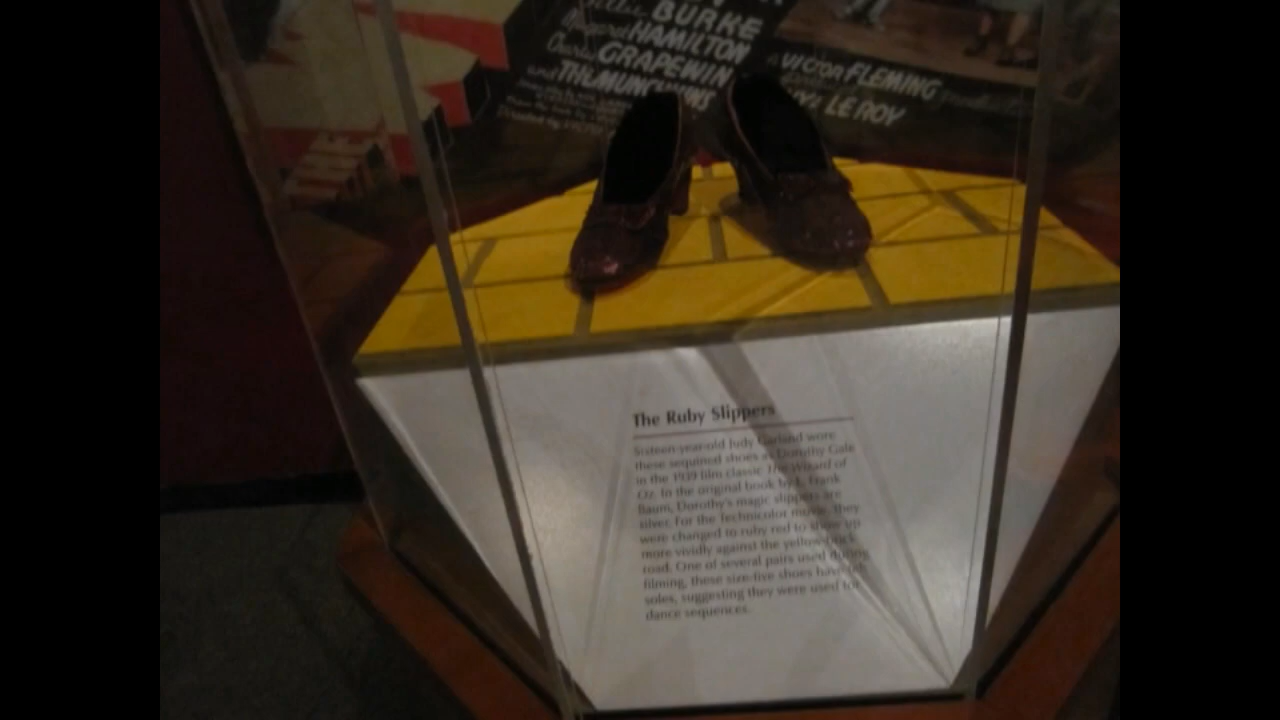 BURKE
Margaret HAMILTON
Charley GRAPEWIN
and THE MUNCHKINS
VICTOR FLEMING
LE ROY
THE
The Ruby Slippers
Sixteen-year-old Judy Garland wore
these sequined shoes as Dorothy Gale
in the 1939 film classic The Wizard of
Oz. In the original book by L. Frank
Baum, Dorothy's magic slippers are
silver. For the Technicolor movie, they
were changed to ruby red to show up
more vividly against the yellow-brick
road. One of several pairs used during
filming, these size-five shoes have felt
soles, suggesting they were used for
dance sequences.